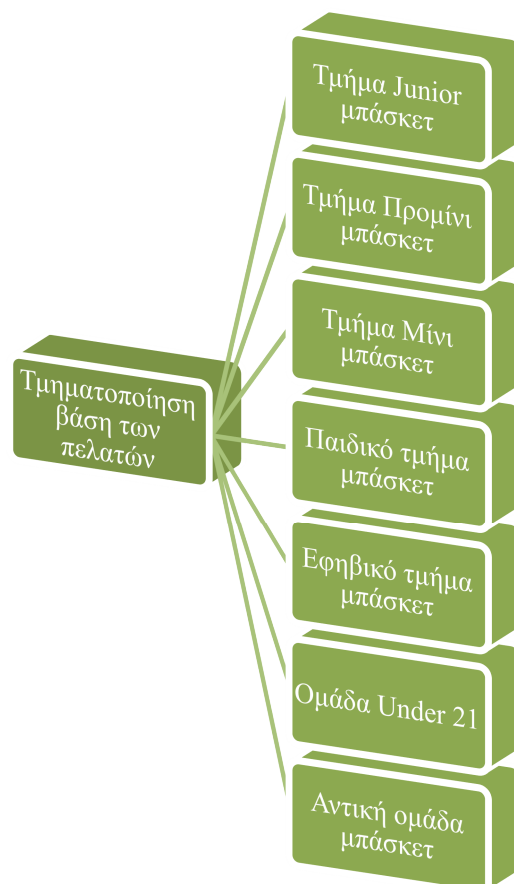 Τμηματοποίηση
βάση των
πελατών
Τμήμα Junior
μπάσκετ
Τμήμα Προμίνι
μπάσκετ
Τμήμα Μίνι
μπάσκετ
Παιδικό τμήμα
μπάσκετ
Εφηβικό τμήμα
μπάσκετ
Ομάδα Under 21
Αντική ομάδα
μπάσκετ